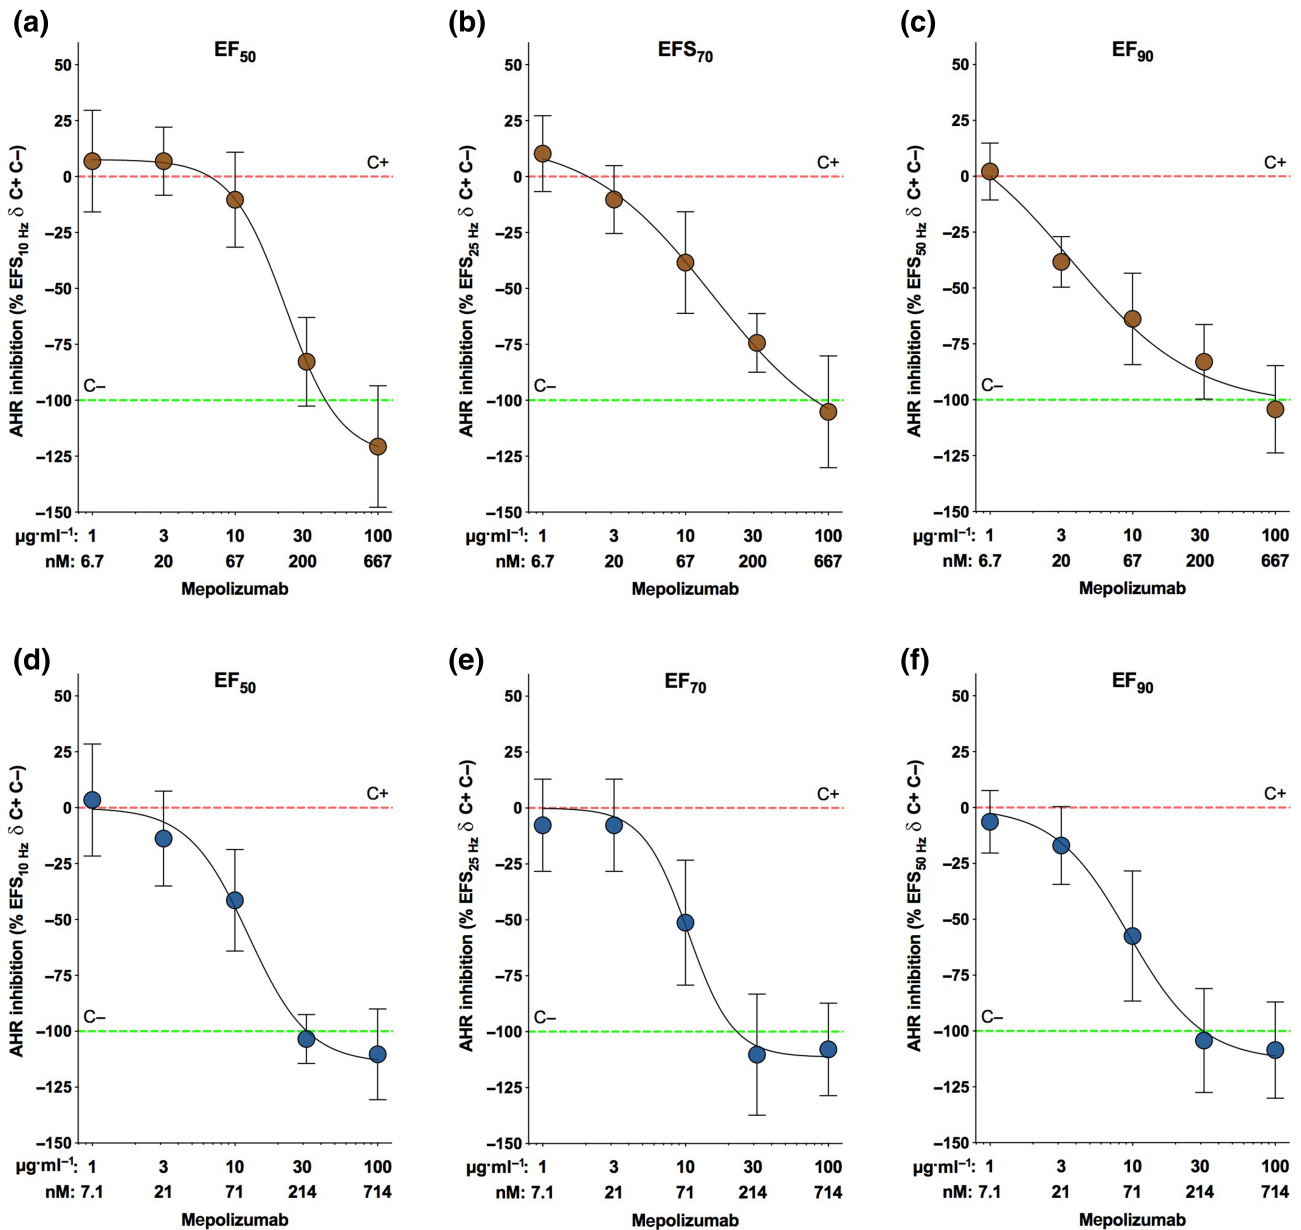 (a)
EF50
50
25
0
−25
−50
−75
−100
−125
−150
C+
C−
AHR inhibition (% EFS10 Hz δ C+ C−)
µg·ml−1: 1 3 10 30 100
nM: 6.7 20 67 200 667
Mepolizumab
(b)
EFS70
50
25
0
−25
−50
−75
−100
−125
−150
C+
C−
AHR inhibition (% EFS25 Hz δ C+ C−)
1 3 10 30 100
6.7 20 67 200 667
Mepolizumab
(c)
EF90
50
25
0
−25
−50
−75
−100
−125
−150
C+
C−
AHR inhibition (% EFS50 Hz δ C+ C−)
µg·ml−1: 1 3 10 30 100
nM: 6.7 20 67 200 667
Mepolizumab
(d)
EF50
50
25
0
−25
−50
−75
−100
−125
−150
C+
C−
AHR inhibition (% EFS10 Hz δ C+ C−)
µg·ml−1: 1 3 10 30 100
nM: 7.1 21 71 214 714
Mepolizumab
(e)
EF70
50
25
0
−25
−50
−75
−100
−125
−150
C+
C−
AHR inhibition (% EFS25 Hz δ C+ C−)
µg·ml−1: 1 3 10 30 100
nM: 7.1 21 71 214 714
Mepolizumab
(f)
EF90
50
25
0
−25
−50
−75
−100
−125
−150
C+
C−
AHR inhibition (% EFS50 Hz δ C+ C−)
µg·ml−1: 1 3 10 30 100
nM: 7.1 21 71 214 714
Mepolizumab